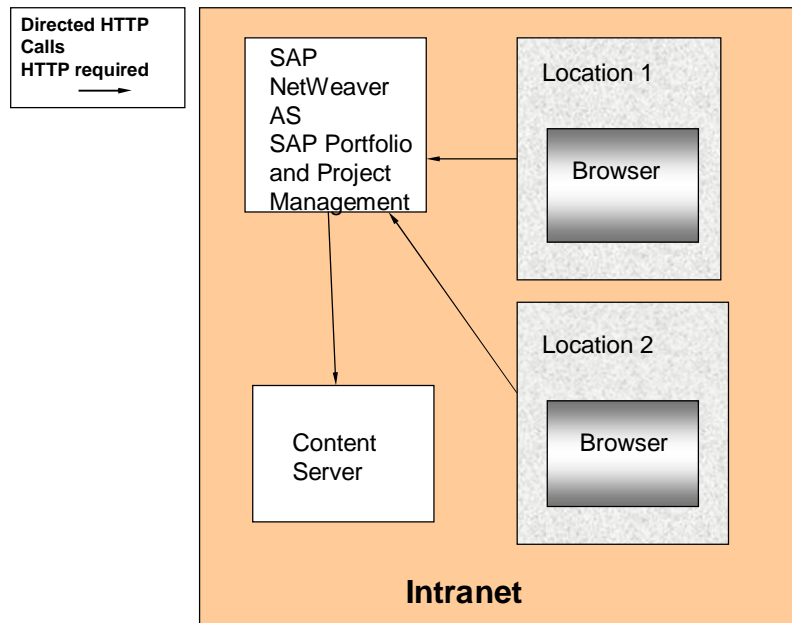 Directed HTTP
Calls
HTTP required
SAP
NetWeaver
AS
SAP Portfolio
and Project
Management
Location 1
Browser
Location 2
Browser
Content
Server
Intranet